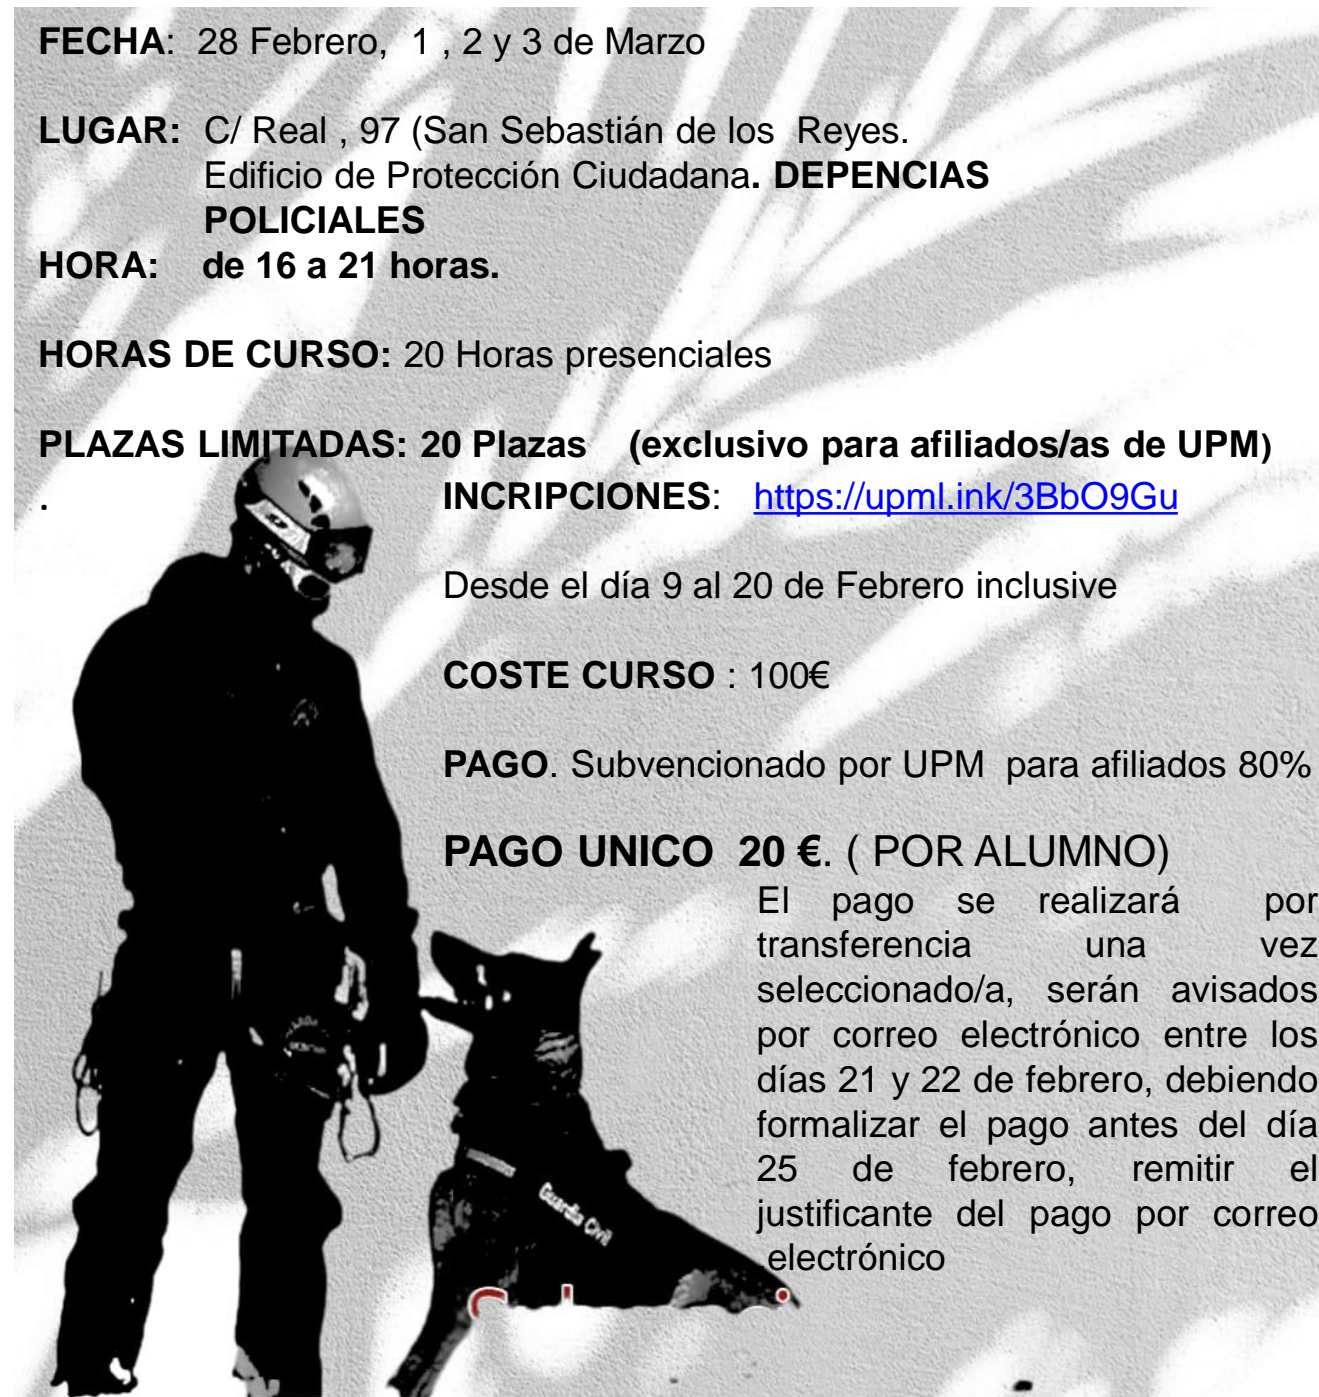 FECHA: 28 Febrero, 1 , 2 y 3 de Marzo
LUGAR: C/ Real , 97 (San Sebastián de los Reyes.
Edificio de Protección Ciudadana. DEPENCIAS
POLICIALES
HORA: de 16 a 21 horas.
HORAS DE CURSO: 20 Horas presenciales
PLAZAS LIMITADAS: 20 Plazas (exclusivo para afiliados/as de UPM)
.
INCRIPCIONES: https://upml.ink/3BbO9Gu
Desde el día 9 al 20 de Febrero inclusive
COSTE CURSO : 100€
PAGO. Subvencionado por UPM para afiliados 80%
PAGO UNICO 20 €. ( POR ALUMNO)
El pago se realizará por
transferencia una vez
seleccionado/a, serán avisados
por correo electrónico entre los
días 21 y 22 de febrero, debiendo
formalizar el pago antes del día
25 de febrero, remitir el
justificante del pago por correo
electrónico
Guardia Civil